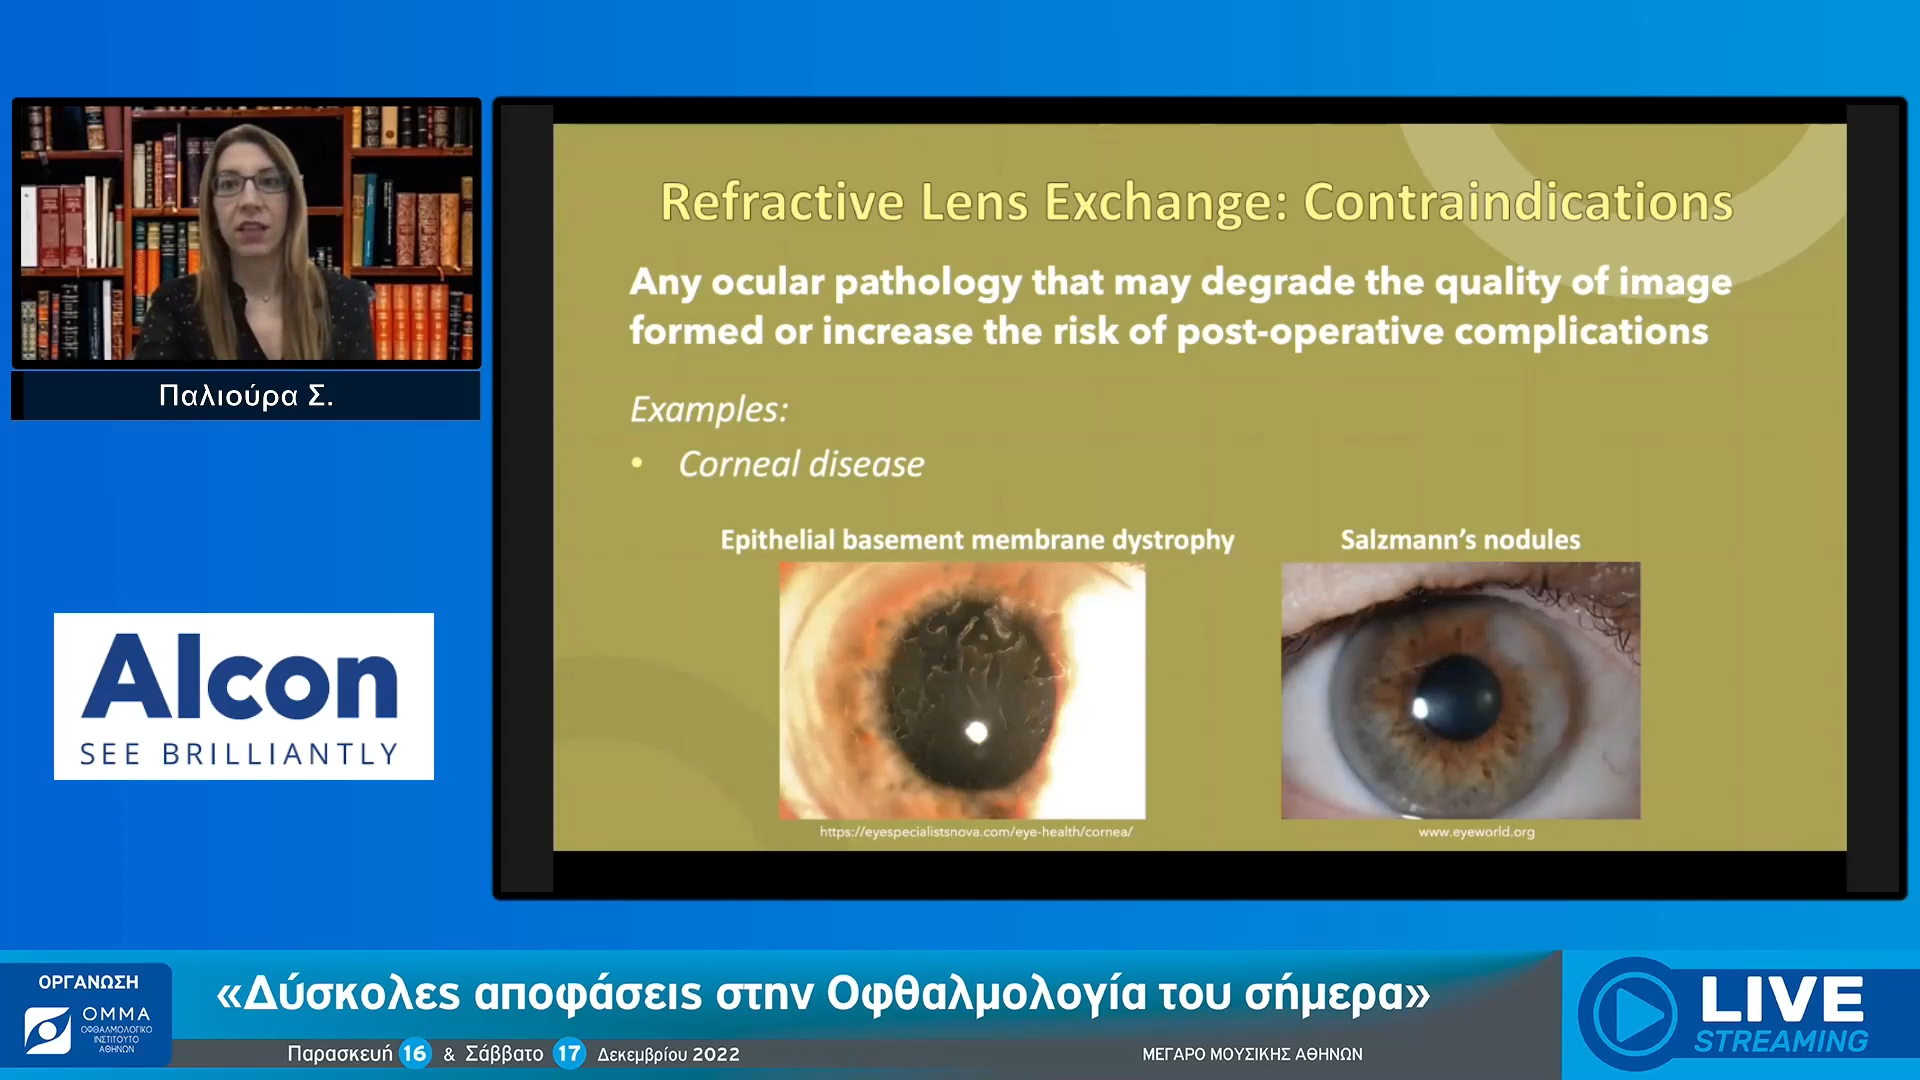 Παλιούρα Σ.
Alcon
SEE BRILLIANTLY
Refractive Lens Exchange: Contraindications
Any ocular pathology that may degrade the quality of image
formed or increase the risk of post-operative complications
Examples:
• Corneal disease
Epithelial basement membrane dystrophy
Salzmann’s nodules
https://eyespecialistsnova.com/eye-health/cornea/
www.eyeworld.org
ΟΡΓΑΝΩΣΗ
ΟΜΜΑ
ΟΦΘΑΛΜΟΛΟΓΙΚΟ
ΙΝΣΤΙΤΟΥΤΟ
ΑΘΗΝΩΝ
«Δύσκολες αποφάσεις στην Οφθαλμολογία του σήμερα»
Παρασκευή 16 & Σάββατο 17 Δεκεμβρίου 2022
ΜΕΓΑΡΟ ΜΟΥΣΙΚΗΣ ΑΘΗΝΩΝ
LIVE
STREAMING